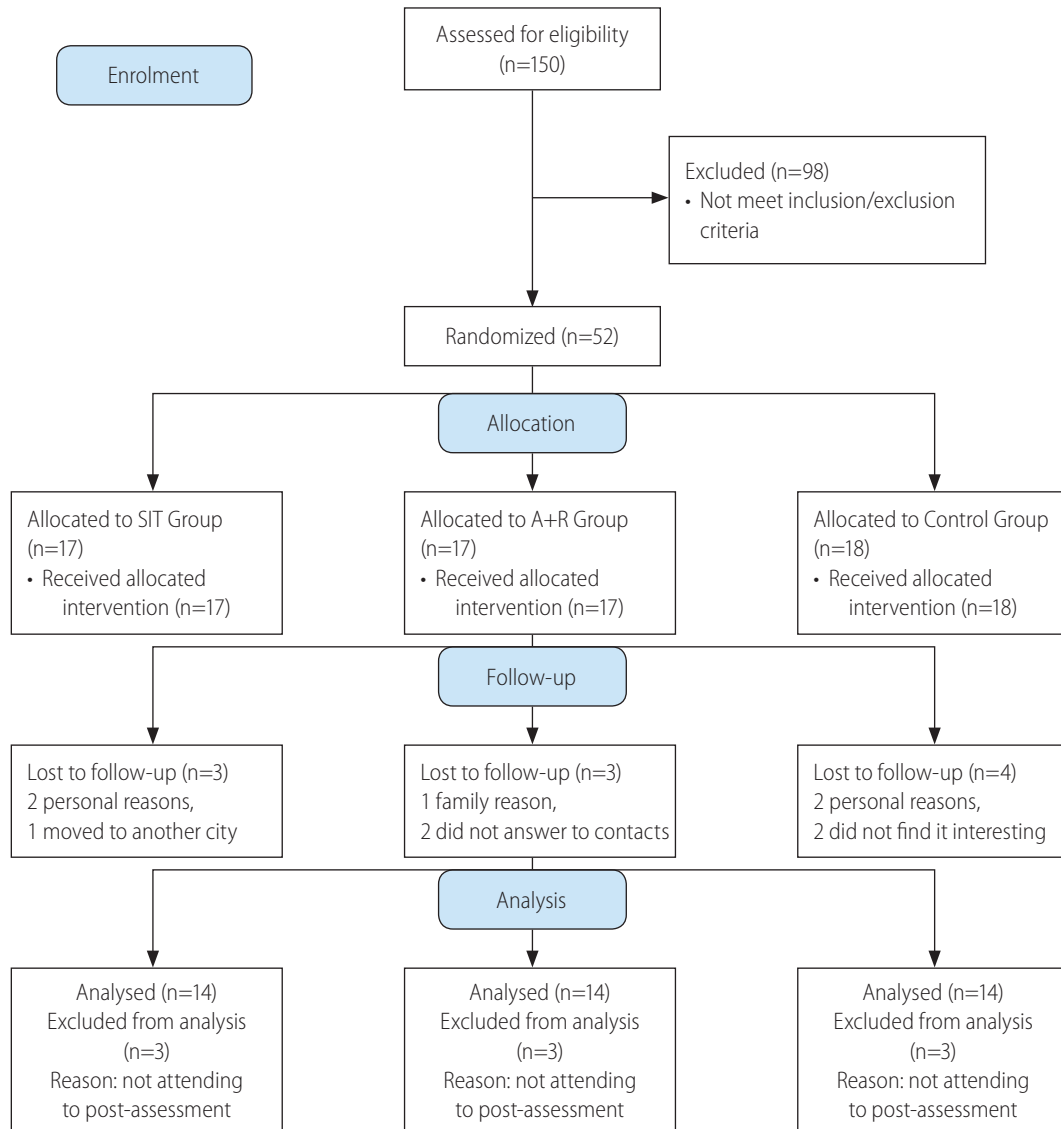 Assessed for eligibility
(n=150)
Enrolment
Excluded (n=98)
• Not meet inclusion/exclusion
criteria
Randomized (n=52)
Allocation
Allocated to SIT Group
(n=17)
• Received allocated
intervention (n=17)
Allocated to A+R Group
(n=17)
• Received allocated
intervention (n=17)
Allocated to Control Group
(n=18)
• Received allocated
intervention (n=18)
Follow-up
Lost to follow-up (n=3)
2 personal reasons,
1 moved to another city
Lost to follow-up (n=3)
1 family reason,
2 did not answer to contacts
Lost to follow-up (n=4)
2 personal reasons,
2 did not find it interesting
Analysis
Analysed (n=14)
Excluded from analysis
(n=3)
Reason: not attending
to post-assessment
Analysed (n=14)
Excluded from analysis
(n=3)
Reason: not attending
to post-assessment
Analysed (n=14)
Excluded from analysis
(n=3)
Reason: not attending
to post-assessment